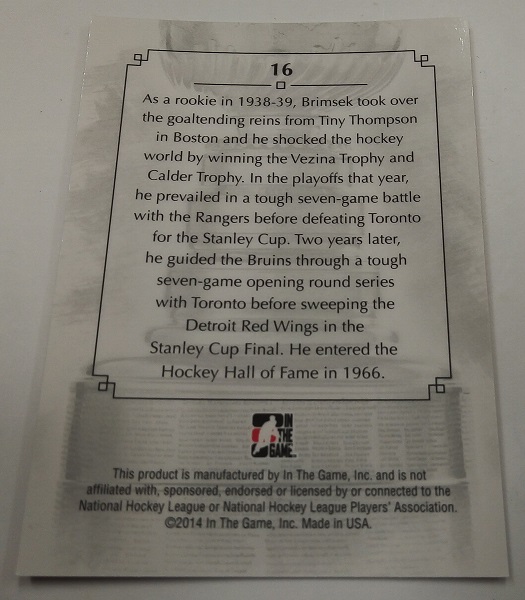 16
As a rookie in 1938-39, Brimsek took over
the goaltending reins from Tiny Thompson
in Boston and he shocked the hockey
world by winning the Vezina Trophy and
Calder Trophy. In the playoffs that year,
he prevailed in a tough seven-game battle
with the Rangers before defeating Toronto
for the Stanley Cup. Two years later,
he guided the Bruins through a tough
seven-game opening round series
with Toronto before sweeping the
Detroit Red Wings in the
Stanley Cup Final. He entered the
Hockey Hall of Fame in 1966.
IN
THE
GAME
This product is manufactured by In The Game, Inc. and is not
affiliated with, sponsored, endorsed or licensed by or connected to the
National Hockey League or National Hockey League Players' Association.
©2014 In The Game, Inc. Made in USA.